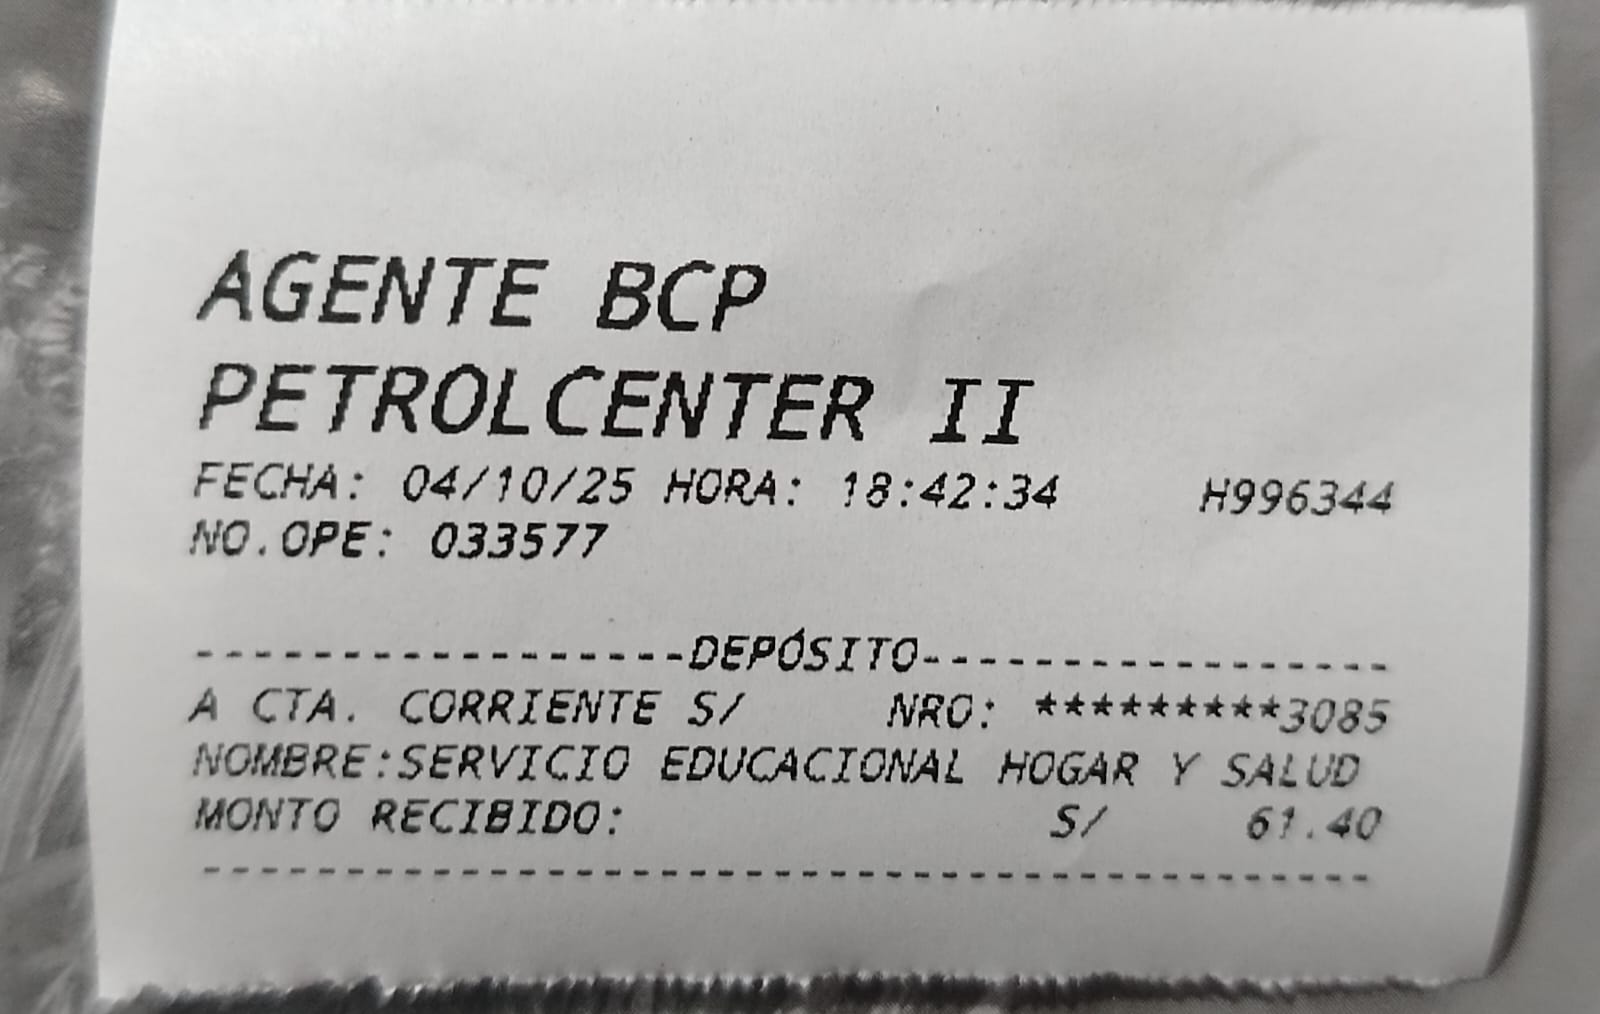 AGENTE BCP
PETROLCENTER II
FECHA: 04/10/25 HORA: 18:42:34 H996344
NO.OPE: 033577
-----------------DEPÓSITO----------------
A CTA. CORRIENTE S/ NRO: *********3085
NOMBRE:SERVICIO EDUCACIONAL HOGAR Y SALUD
MONTO RECIBIDO: S/ 61.40
-----------------------------------------